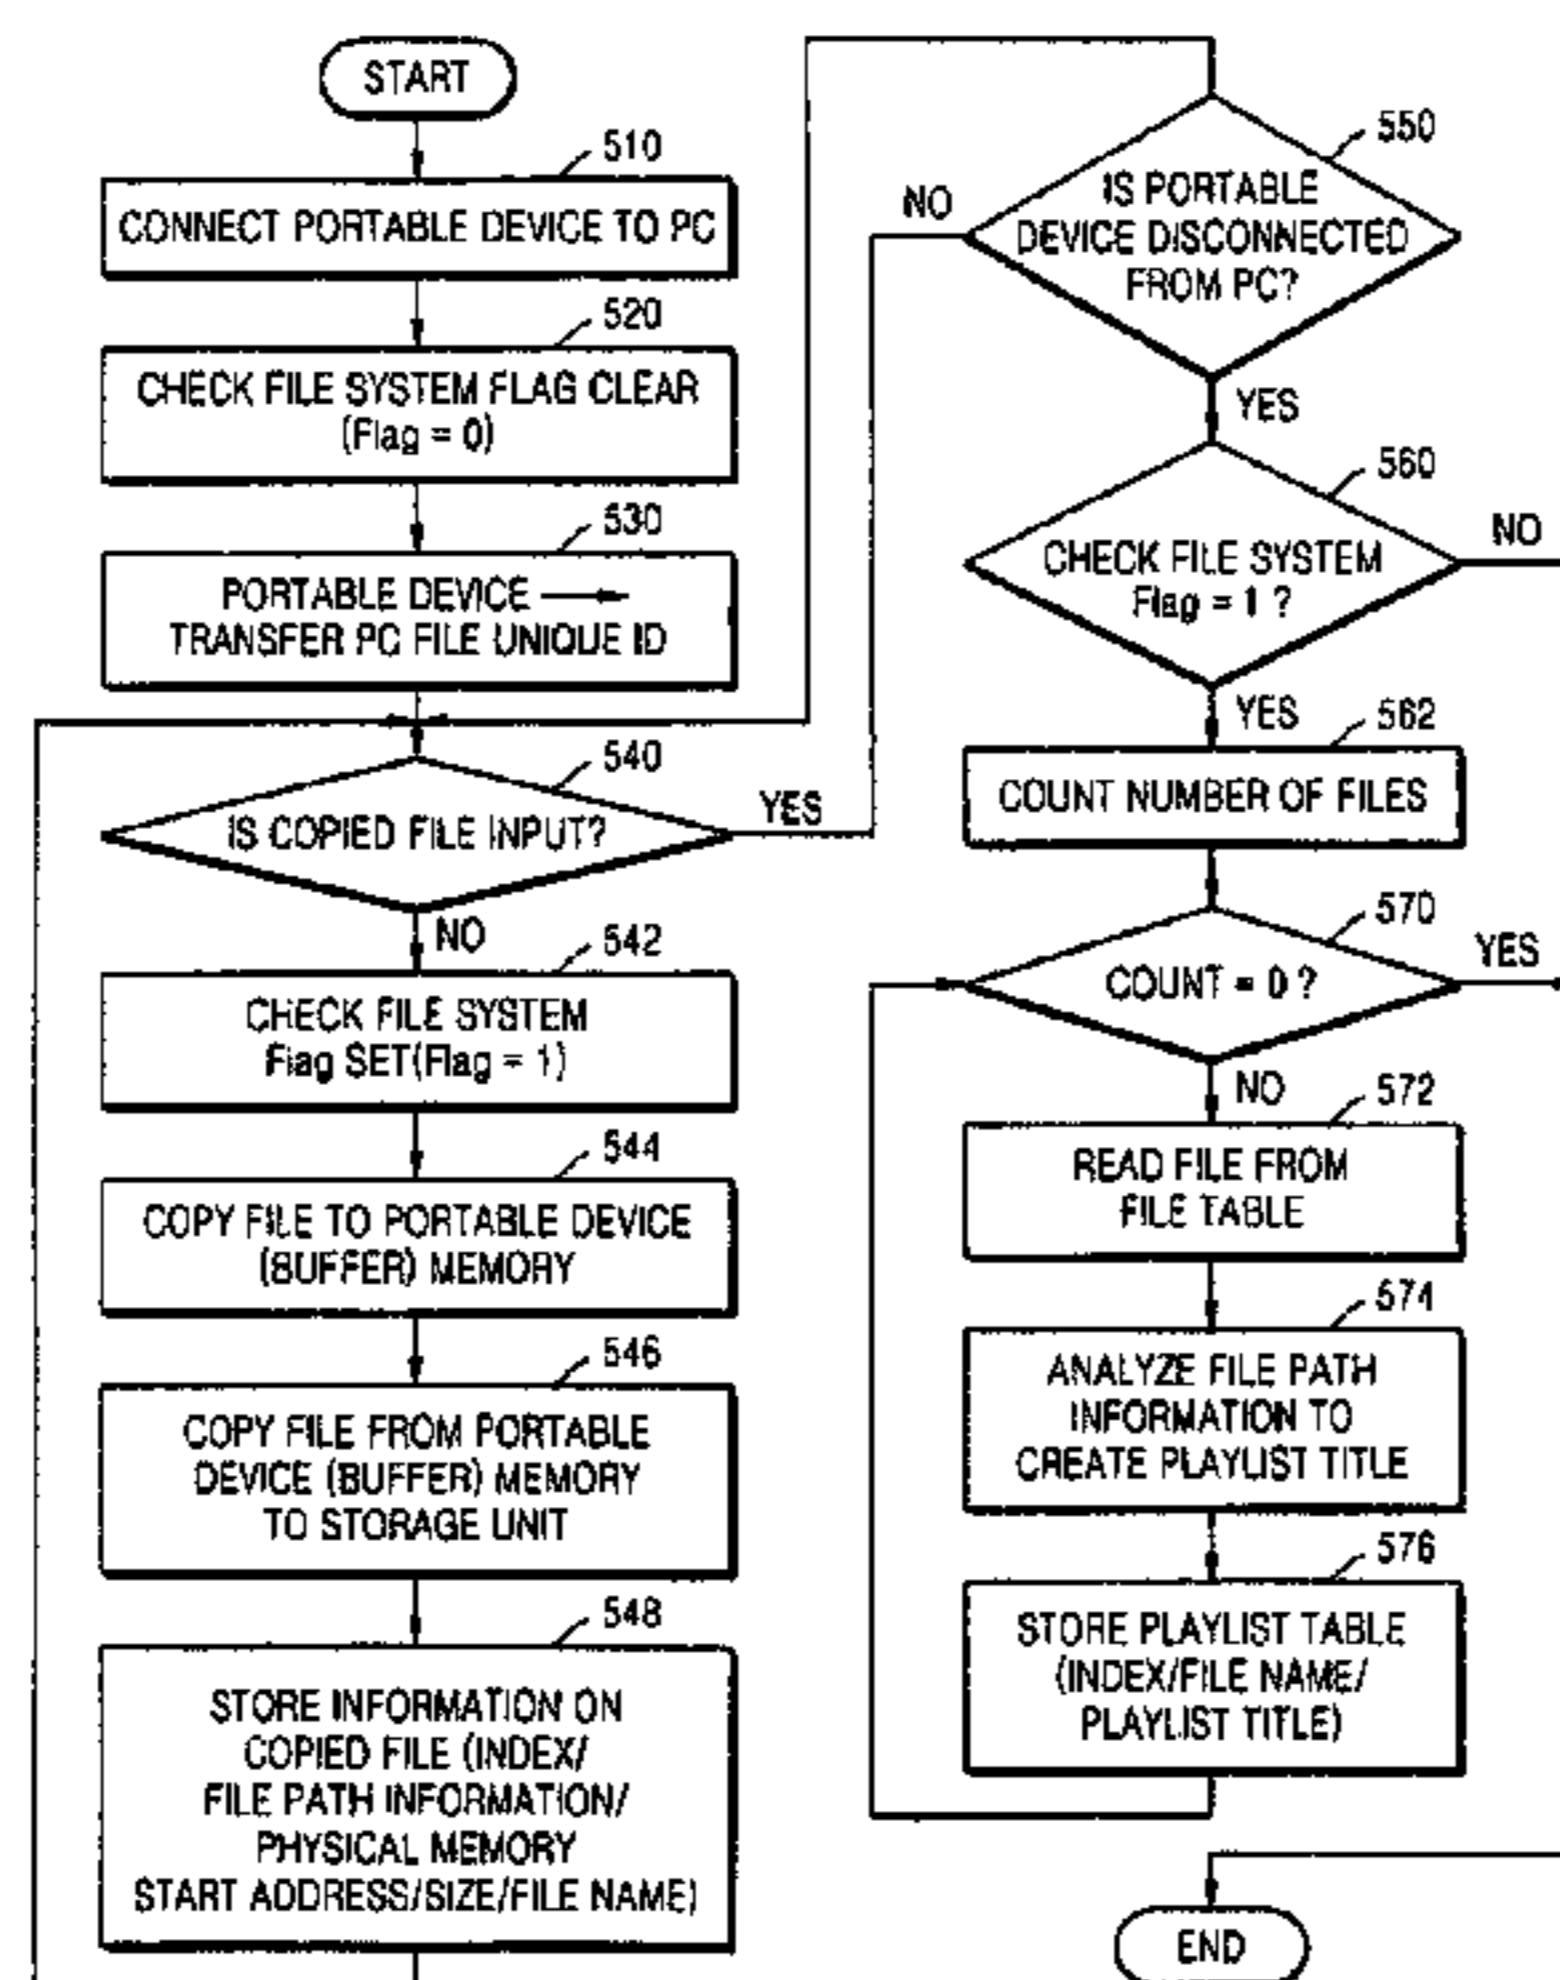 START
510
CONNECT PORTABLE DEVICE TO PC
520
CHECK FILE SYSTEM FLAG CLEAR
(Flag = 0)
530
PORTABLE DEVICE
TRANSFER PC FILE UNIQUE ID
540
IS COPIED FILE INPUT?
YES
NO
542
CHECK FILE SYSTEM
Flag SET(Flag = 1)
544
COPY FILE TO PORTABLE DEVICE
(BUFFER) MEMORY
546
COPY FILE FROM PORTABLE
DEVICE (BUFFER) MEMORY
TO STORAGE UNIT
548
STORE INFORMATION ON
COPIED FILE (INDEX/
FILE PATH INFORMATION/
PHYSICAL MEMORY
START ADDRESS/SIZE/FILE NAME)
550
NO
IS PORTABLE
DEVICE DISCONNECTED
FROM PC?
YES
560
NO
CHECK FILE SYSTEM
Flag = 1 ?
YES
562
COUNT NUMBER OF FILES
570
YES
COUNT = 0 ?
NO
572
READ FILE FROM
FILE TABLE
574
ANALYZE FILE PATH
INFORMATION TO
CREATE PLAYLIST TITLE
576
STORE PLAYLIST TABLE
(INDEX/FILE NAME/
PLAYLIST TITLE)
END